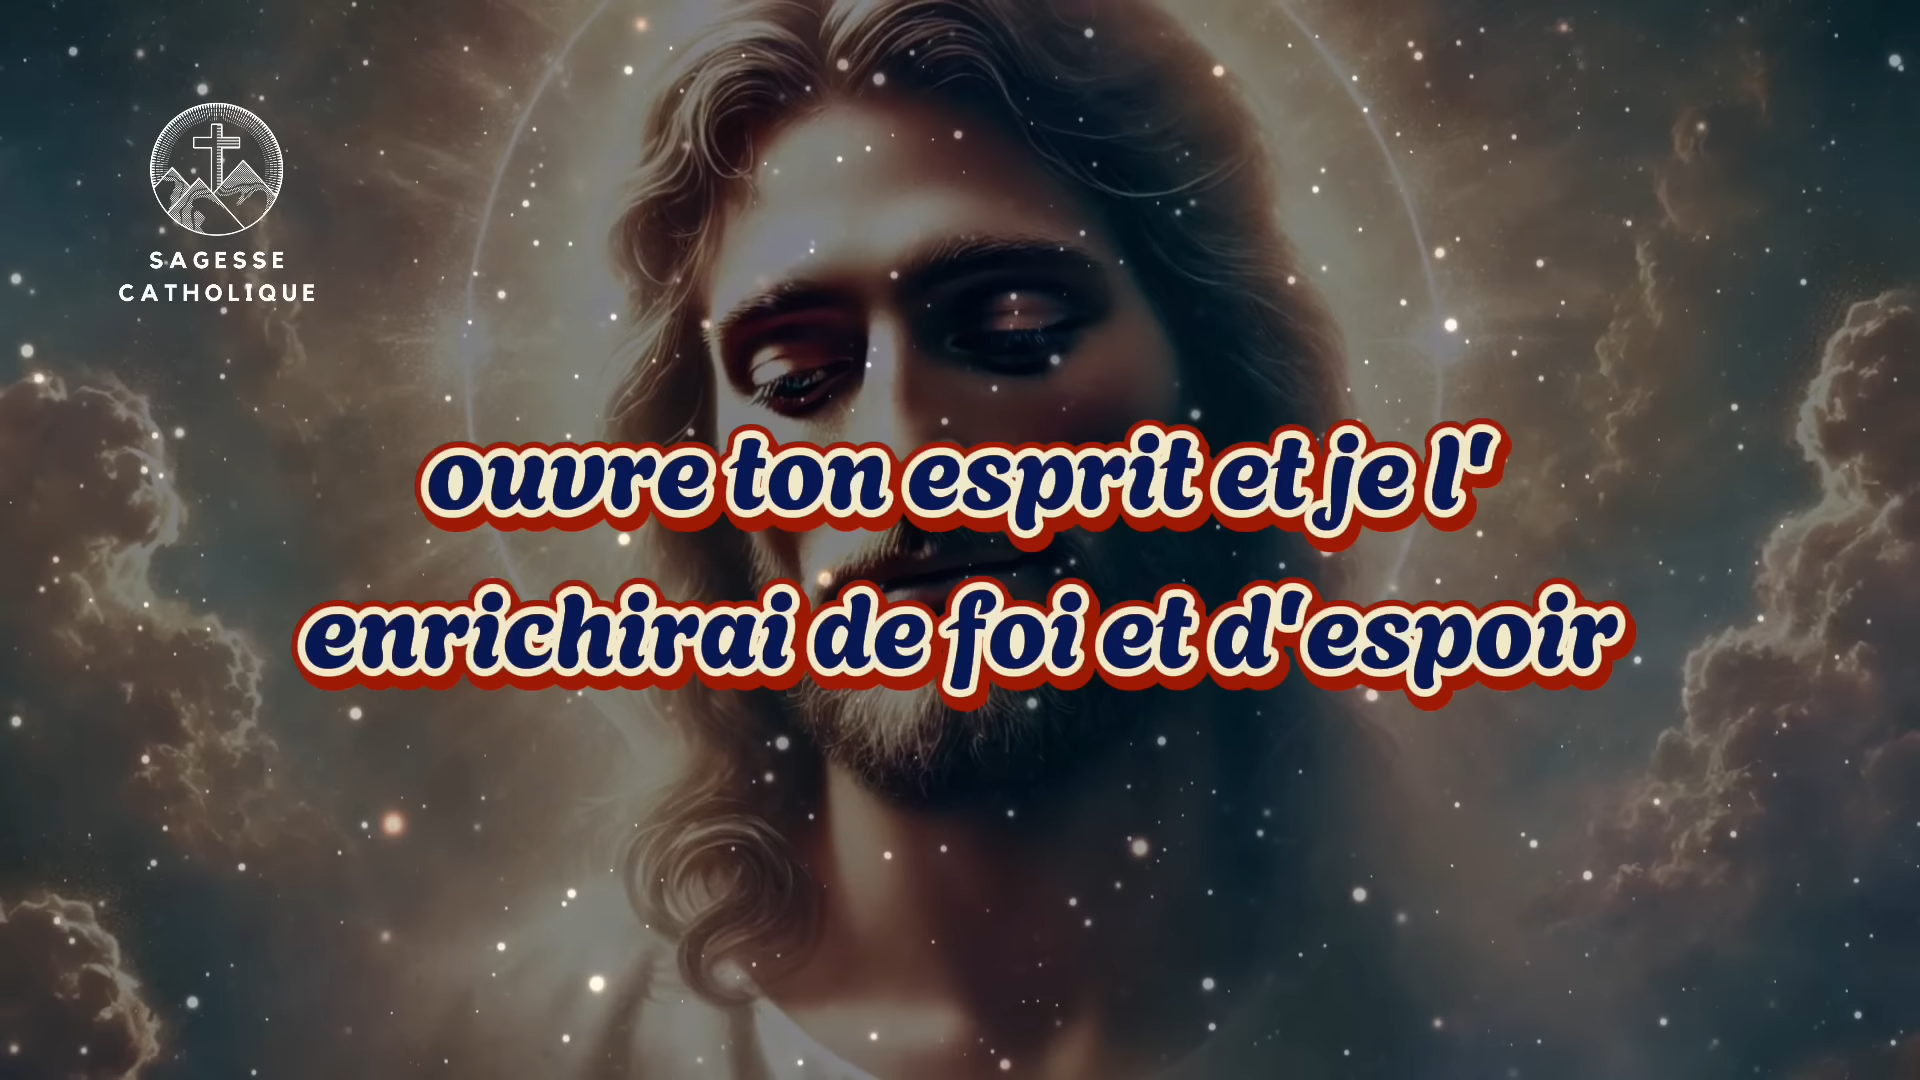 SAGESSE
CATHOLIQUE
ouvre ton esprit et je l'
enrichirai de foi et d'espoir